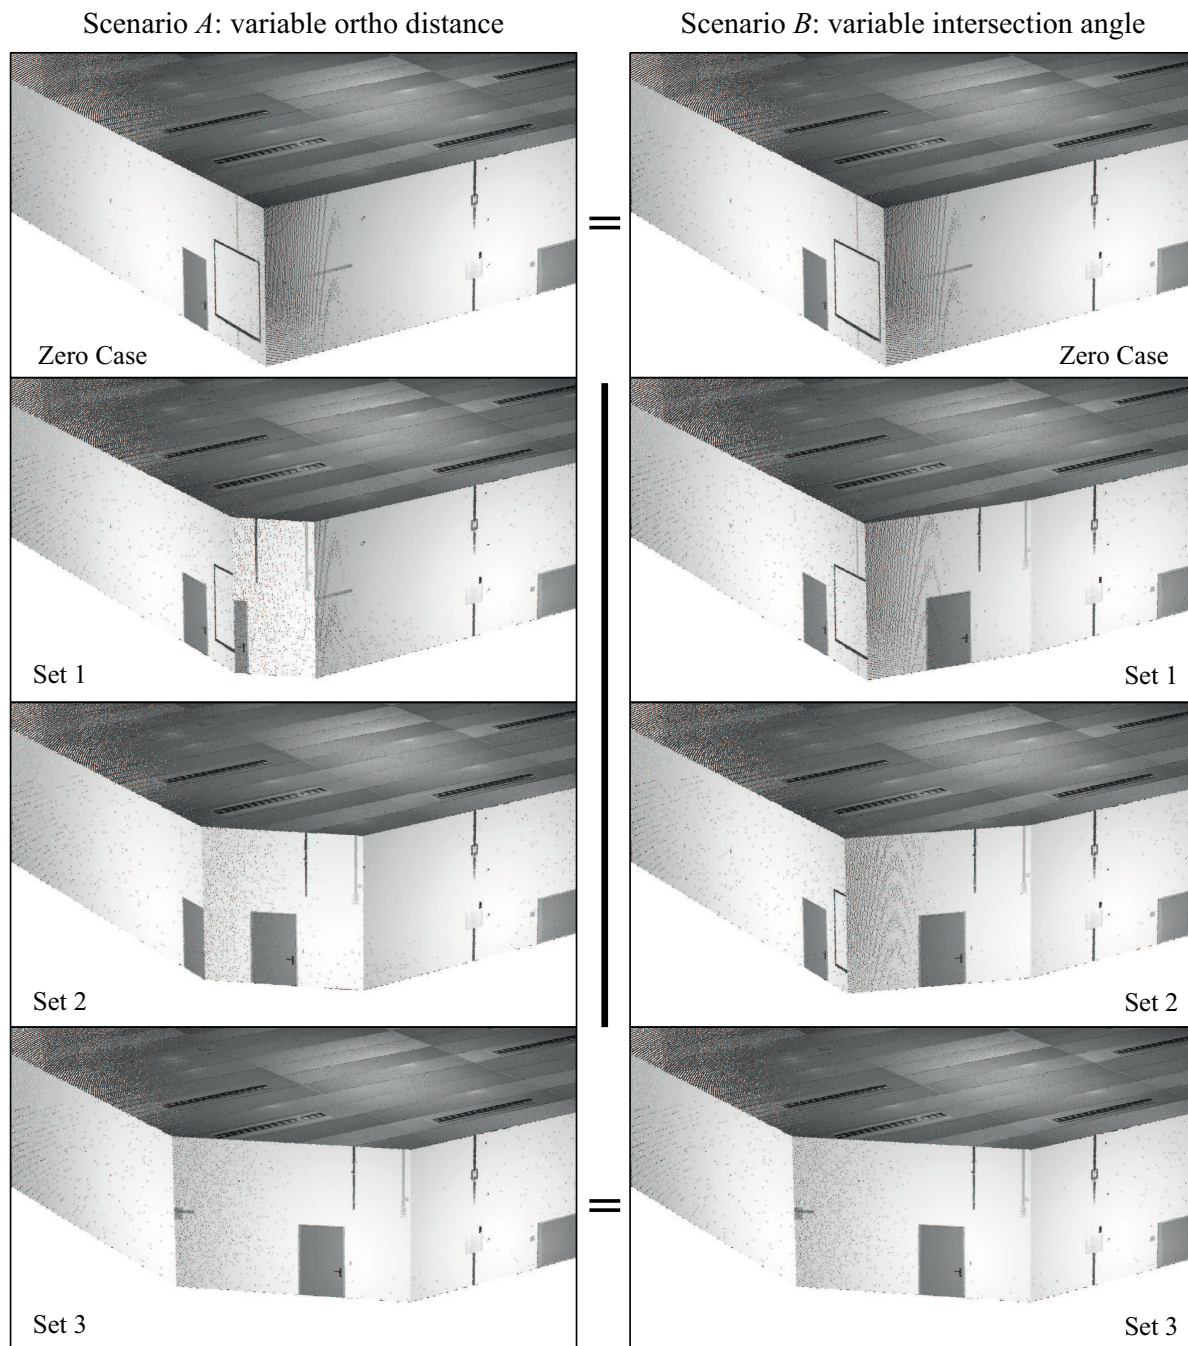 Scenario A: variable ortho distance
Scenario B: variable intersection angle
=
Zero Case
Zero Case
Set 1
Set 1
Set 2
Set 2
=
Set 3
Set 3